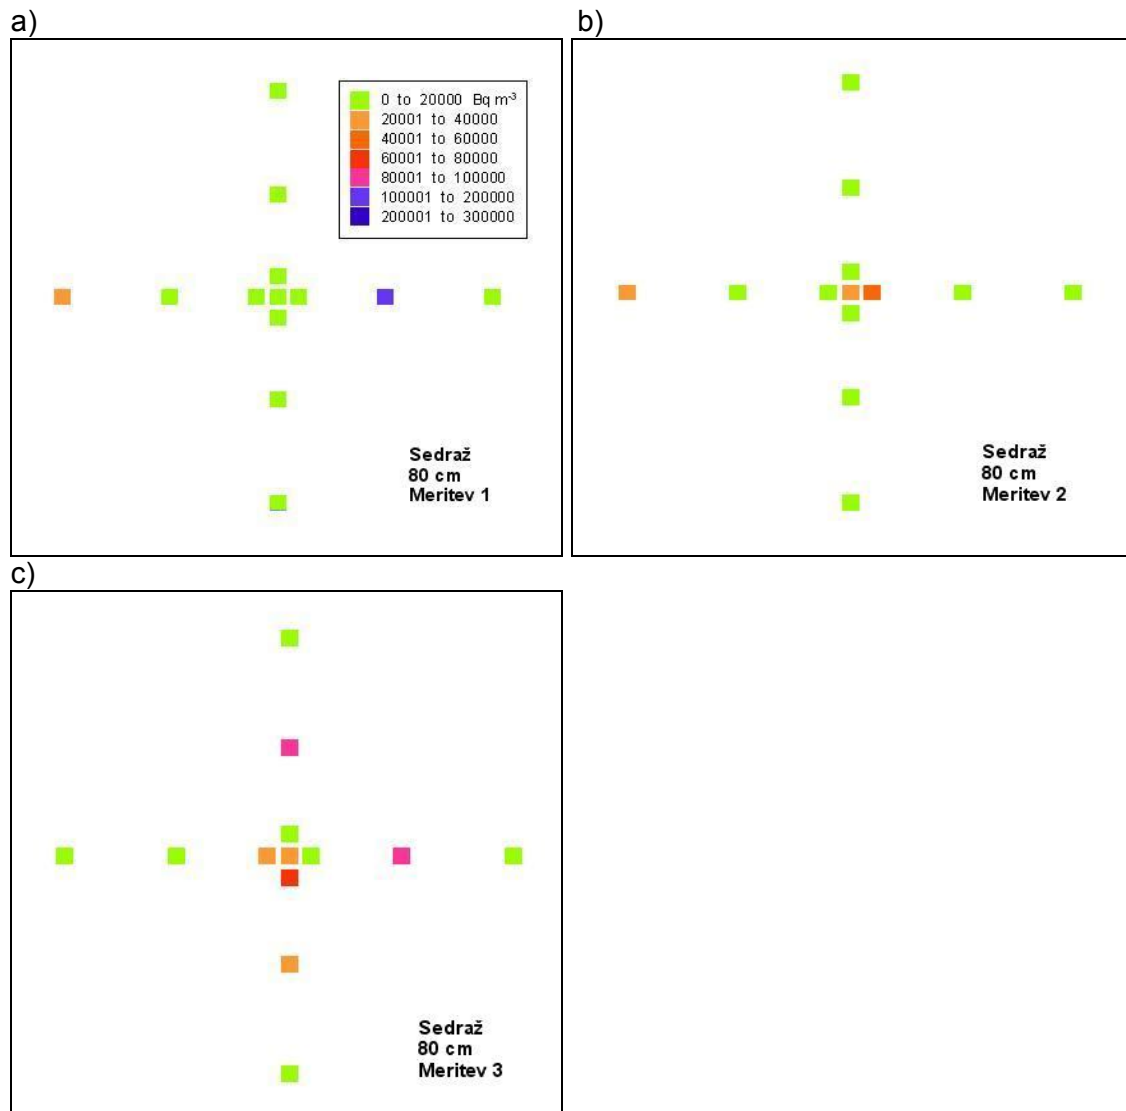 a)
0 to 20000 Bq m⁻³
20001 to 40000
40001 to 60000
60001 to 80000
80001 to 100000
100001 to 200000
200001 to 300000
Sedraž
80 cm
Meritev 1
b)
Sedraž
80 cm
Meritev 2
c)
Sedraž
80 cm
Meritev 3